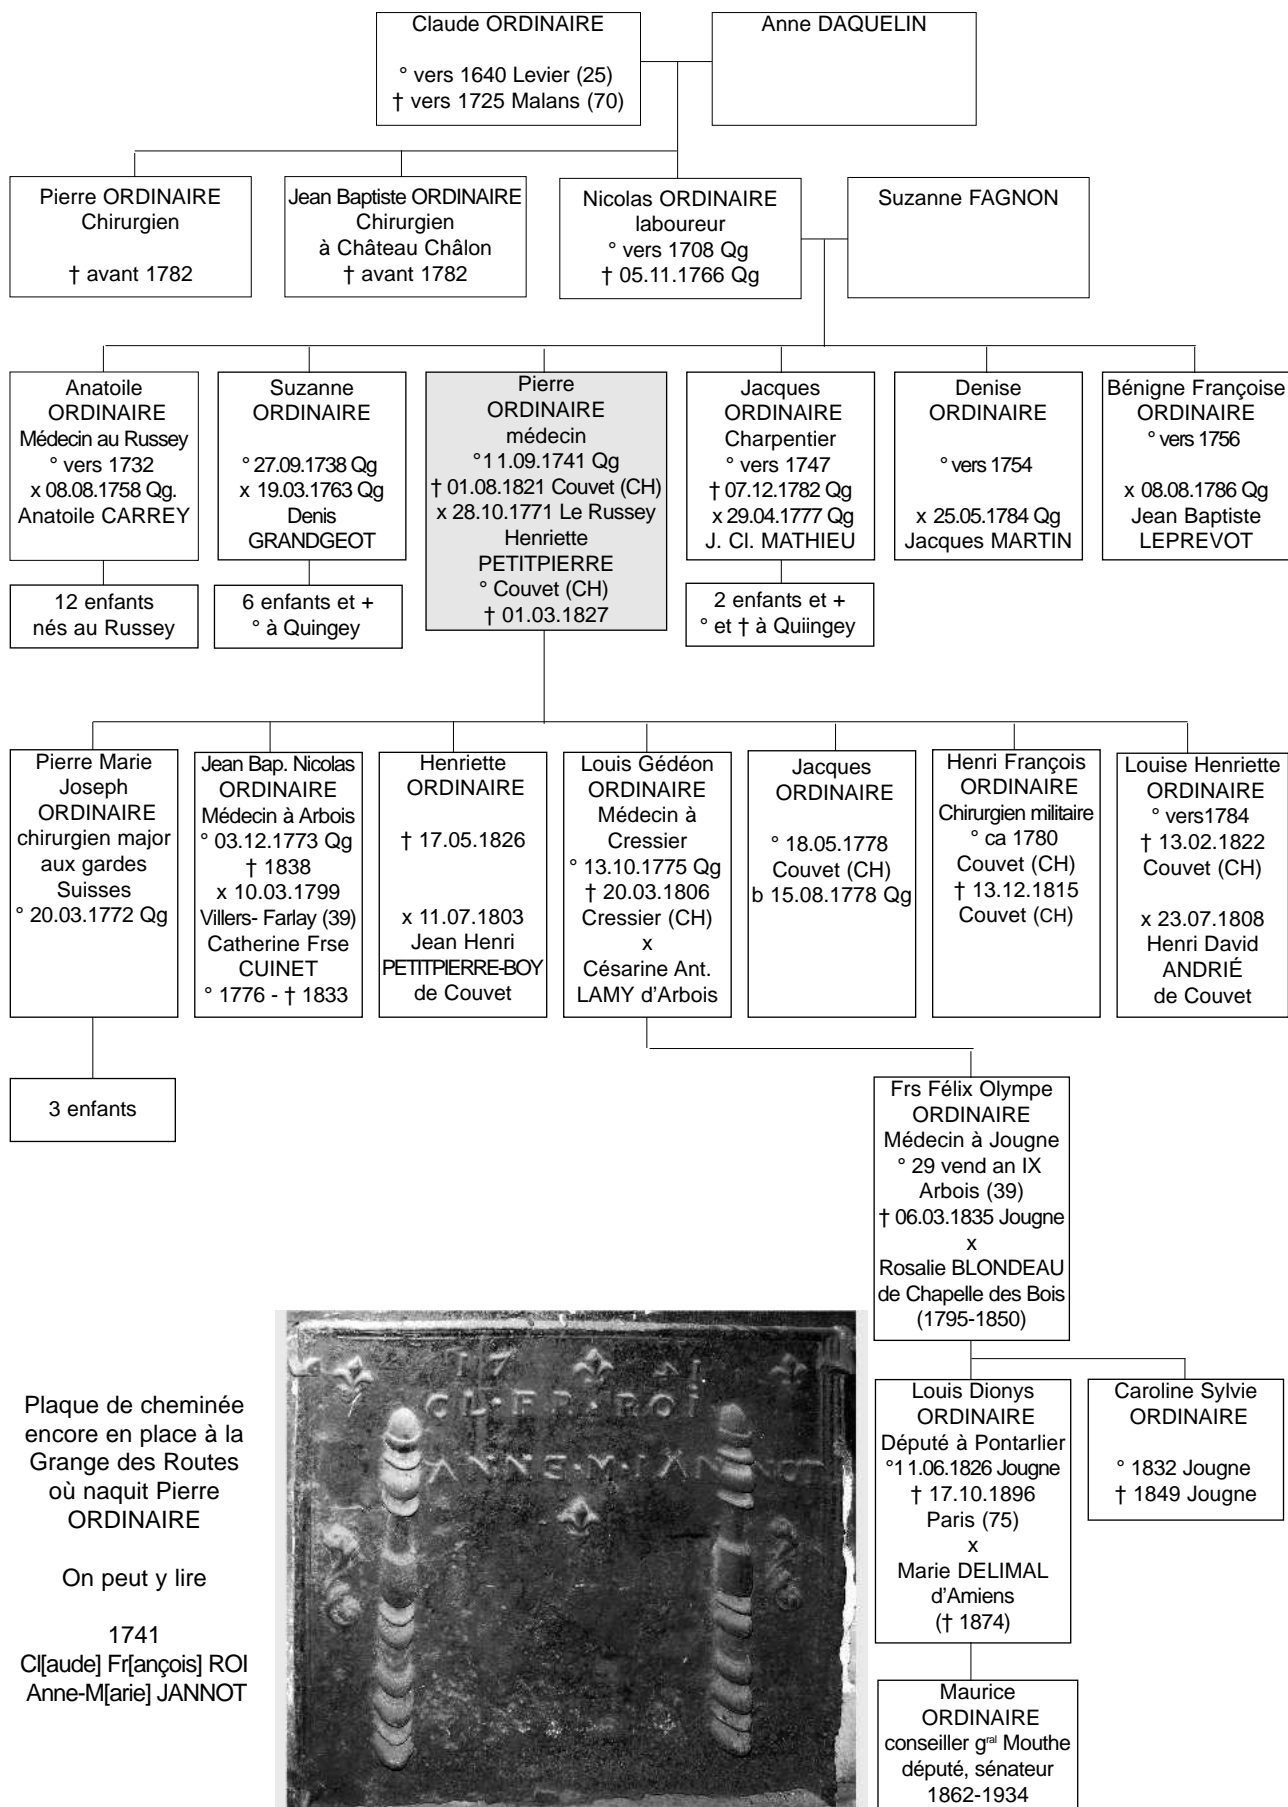 Claude ORDINAIRE
° vers 1640 Levier (25)
† vers 1725 Malans (70)
Anne DAQUELIN
Pierre ORDINAIRE
Chirurgien
† avant 1782
Jean Baptiste ORDINAIRE
Chirurgien
à Château Châlon
† avant 1782
Nicolas ORDINAIRE
laboureur
° vers 1708 Qg
† 05.11.1766 Qg
Suzanne FAGNON
Anatoile
ORDINAIRE
Médecin au Russey
° vers 1732
x 08.08.1758 Qg.
Anatoile CARREY
12 enfants
nés au Russey
Suzanne
ORDINAIRE
° 27.09.1738 Qg
x 19.03.1763 Qg
Denis
GRANDGEOT
6 enfants et +
° à Quingey
Pierre
ORDINAIRE
médecin
°11.09.1741 Qg
† 01.08.1821 Couvet (CH)
x 28.10.1771 Le Russey
Henriette
PETITPIERRE
° Couvet (CH)
† 01.03.1827
Jacques
ORDINAIRE
Charpentier
° vers 1747
† 07.12.1782 Qg
x 29.04.1777 Qg
J. Cl. MATHIEU
2 enfants et +
° et † à Quiingey
Denise
ORDINAIRE
° vers 1754
x 25.05.1784 Qg
Jacques MARTIN
Bénigne Françoise
ORDINAIRE
° vers 1756
x 08.08.1786 Qg
Jean Baptiste
LEPREVOT
Pierre Marie
Joseph
ORDINAIRE
chirurgien major
aux gardes
Suisses
° 20.03.1772 Qg
3 enfants
Jean Bap. Nicolas
ORDINAIRE
Médecin à Arbois
° 03.12.1773 Qg
† 1838
x 10.03.1799
Villers- Farlay (39)
Catherine Frse
CUINET
° 1776 - † 1833
Henriette
ORDINAIRE
† 17.05.1826
x 11.07.1803
Jean Henri
PETITPIERRE-BOY
de Couvet
Louis Gédéon
ORDINAIRE
Médecin à
Cressier
° 13.10.1775 Qg
† 20.03.1806
Cressier (CH)
x
Césarine Ant.
LAMY d'Arbois
Jacques
ORDINAIRE
° 18.05.1778
Couvet (CH)
b 15.08.1778 Qg
Henri François
ORDINAIRE
Chirurgien militaire
° ca 1780
Couvet (CH)
† 13.12.1815
Couvet (CH)
Louise Henriette
ORDINAIRE
° vers1784
† 13.02.1822
Couvet (CH)
x 23.07.1808
Henri David
ANDRIÉ
de Couvet
Frs Félix Olympe
ORDINAIRE
Médecin à Jougne
° 29 vend an IX
Arbois (39)
† 06.03.1835 Jougne
x
Rosalie BLONDEAU
de Chapelle des Bois
(1795-1850)
Louis Dionys
ORDINAIRE
Député à Pontarlier
°11.06.1826 Jougne
† 17.10.1896
Paris (75)
x
Marie DELIMAL
d'Amiens
(† 1874)
Caroline Sylvie
ORDINAIRE
° 1832 Jougne
† 1849 Jougne
Maurice
ORDINAIRE
conseiller gral Mouthe
député, sénateur
1862-1934
Plaque de cheminée
encore en place à la
Grange des Routes
où naquit Pierre
ORDINAIRE
On peut y lire
1741
Cl[aude] Fr[ançois] ROI
Anne-M[arie] JANNOT
17 41
CL·FR·ROI
ANNE·M·IANNOT